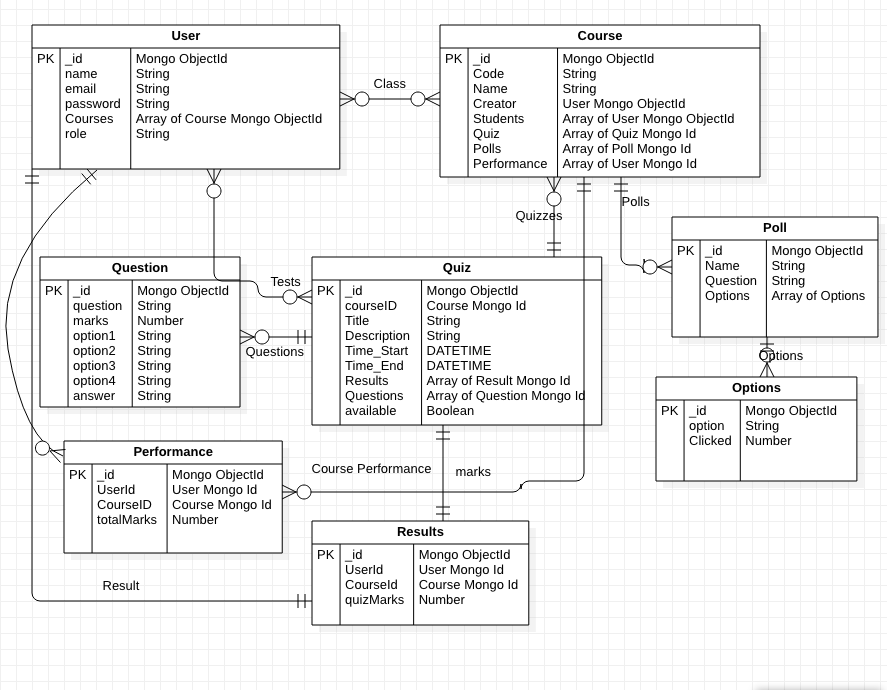 User
PK _id Mongo ObjectId
name String
email String
password String
Courses Array of Course Mongo ObjectId
role String
Class
Course
PK _id Mongo ObjectId
Code String
Name String
Creator User Mongo ObjectId
Students Array of User Mongo ObjectId
Quiz Array of Quiz Mongo Id
Polls Array of Poll Mongo Id
Performance Array of User Mongo Id
Quizzes
Polls
Poll
PK _id Mongo ObjectId
Name String
Question String
Options Array of Options
Options
Options
PK _id Mongo ObjectId
option String
Clicked Number
Question
PK _id Mongo ObjectId
question String
marks Number
option1 String
option2 String
option3 String
option4 String
answer String
Tests
Questions
Quiz
PK _id Mongo ObjectId
courseID Course Mongo Id
Title String
Description String
Time_Start DATETIME
Time_End DATETIME
Results Array of Result Mongo Id
Questions Array of Question Mongo Id
available Boolean
Performance
PK _id Mongo ObjectId
UserId User Mongo Id
CourseID Course Mongo Id
totalMarks Number
Course Performance
marks
Results
PK _id Mongo ObjectId
UserId User Mongo Id
CourseId Course Mongo Id
quizMarks Number
Result